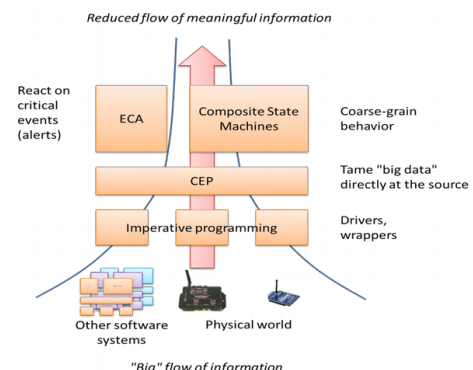 Reduced flow of meaningful information
React on
critical
events
(alerts)
ECA
Composite State
Machines
Coarse-grain
behavior
CEP
Tame "big data"
directly at the source
Imperative programming
Drivers,
wrappers
Other software
systems
Physical world
"Big" flow of information